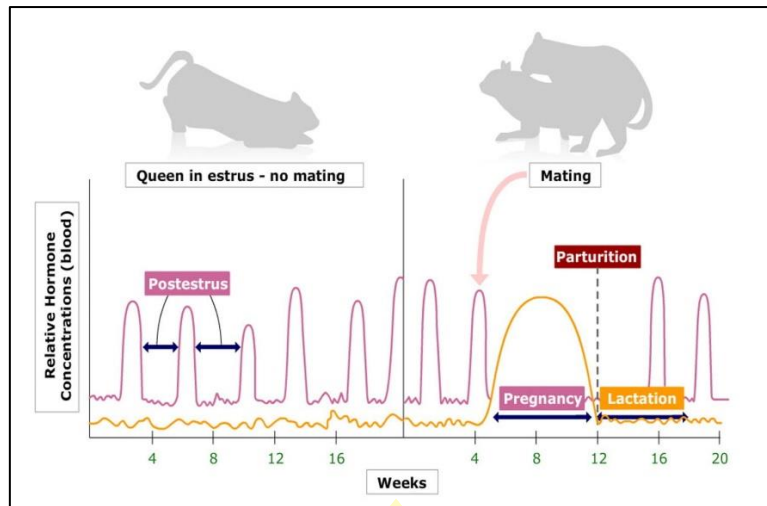 Queen in estrus - no mating
Mating
Relative Hormone
Concentrations (blood)
Postestrus
Parturition
Pregnancy
Lactation
4 8 12 16 4 8 12 16 20
Weeks